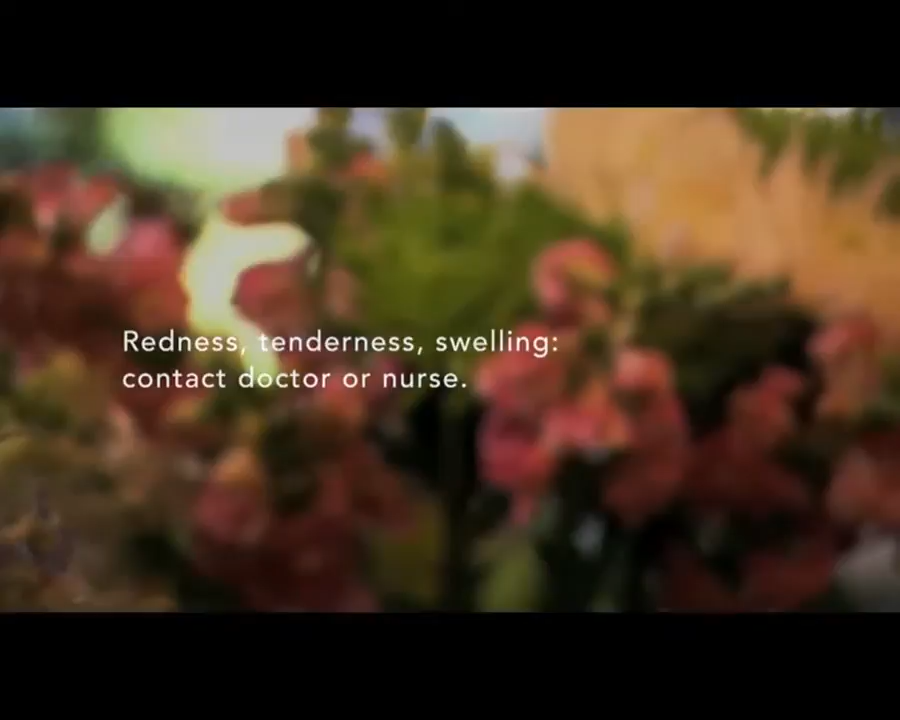 Redness, tenderness, swelling:
contact doctor or nurse.